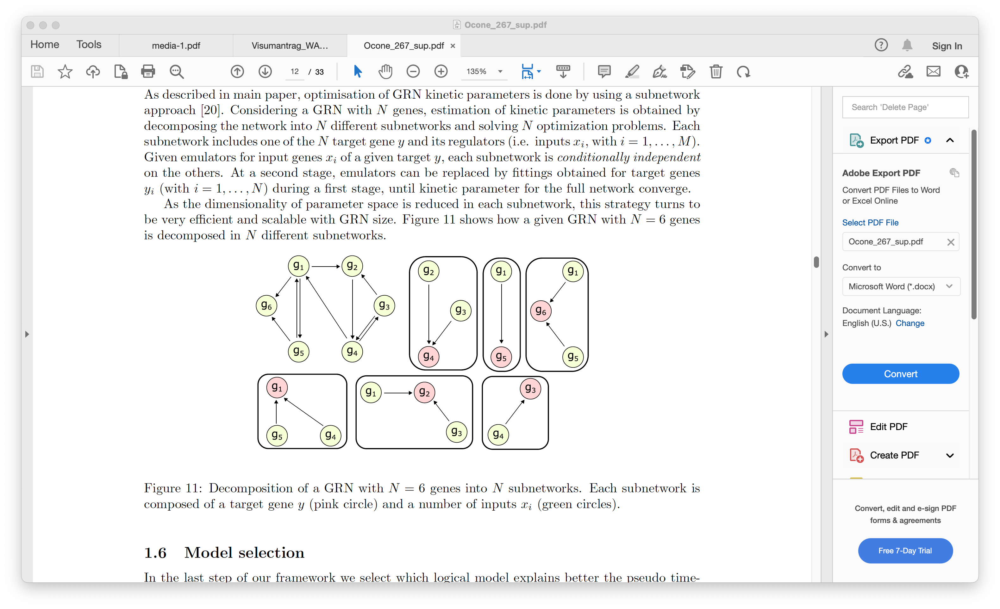 Ocone_267_sup.pdf
Home Tools media-1.pdf Visumantrag_WA... Ocone_267_sup.pdf × Sign In
12 / 33 135%
As described in main paper, optimisation of GRN kinetic parameters is done by using a subnetwork
approach [20]. Considering a GRN with N genes, estimation of kinetic parameters is obtained by
decomposing the network into N different subnetworks and solving N optimization problems. Each
subnetwork includes one of the N target gene y and its regulators (i.e. inputs xᵢ, with i = 1, . . . , M).
Given emulators for input genes xᵢ of a given target y, each subnetwork is conditionally independent
on the others. At a second stage, emulators can be replaced by fittings obtained for target genes
yᵢ (with i = 1, . . . , N) during a first stage, until kinetic parameter for the full network converge.
As the dimensionality of parameter space is reduced in each subnetwork, this strategy turns to
be very efficient and scalable with GRN size. Figure 11 shows how a given GRN with N = 6 genes
is decomposed in N different subnetworks.
g₁ g₂
g₆ g₃
g₅ g₄
g₂
g₃
g₄
g₁
g₅
g₁
g₆
g₅
g₁
g₅ g₄
g₁ g₂
g₃
g₃
g₄
Figure 11: Decomposition of a GRN with N = 6 genes into N subnetworks. Each subnetwork is
composed of a target gene y (pink circle) and a number of inputs xᵢ (green circles).
1.6 Model selection
In the last step of our framework we select which logical model explains better the pseudo time-
Search 'Delete Page'
Export PDF
Adobe Export PDF
Convert PDF Files to Word
or Excel Online
Select PDF File
Ocone_267_sup.pdf
Convert to
Microsoft Word (*.docx)
Document Language:
English (U.S.) Change
Convert
Edit PDF
Create PDF
Convert, edit and e-sign PDF
forms & agreements
Free 7-Day Trial